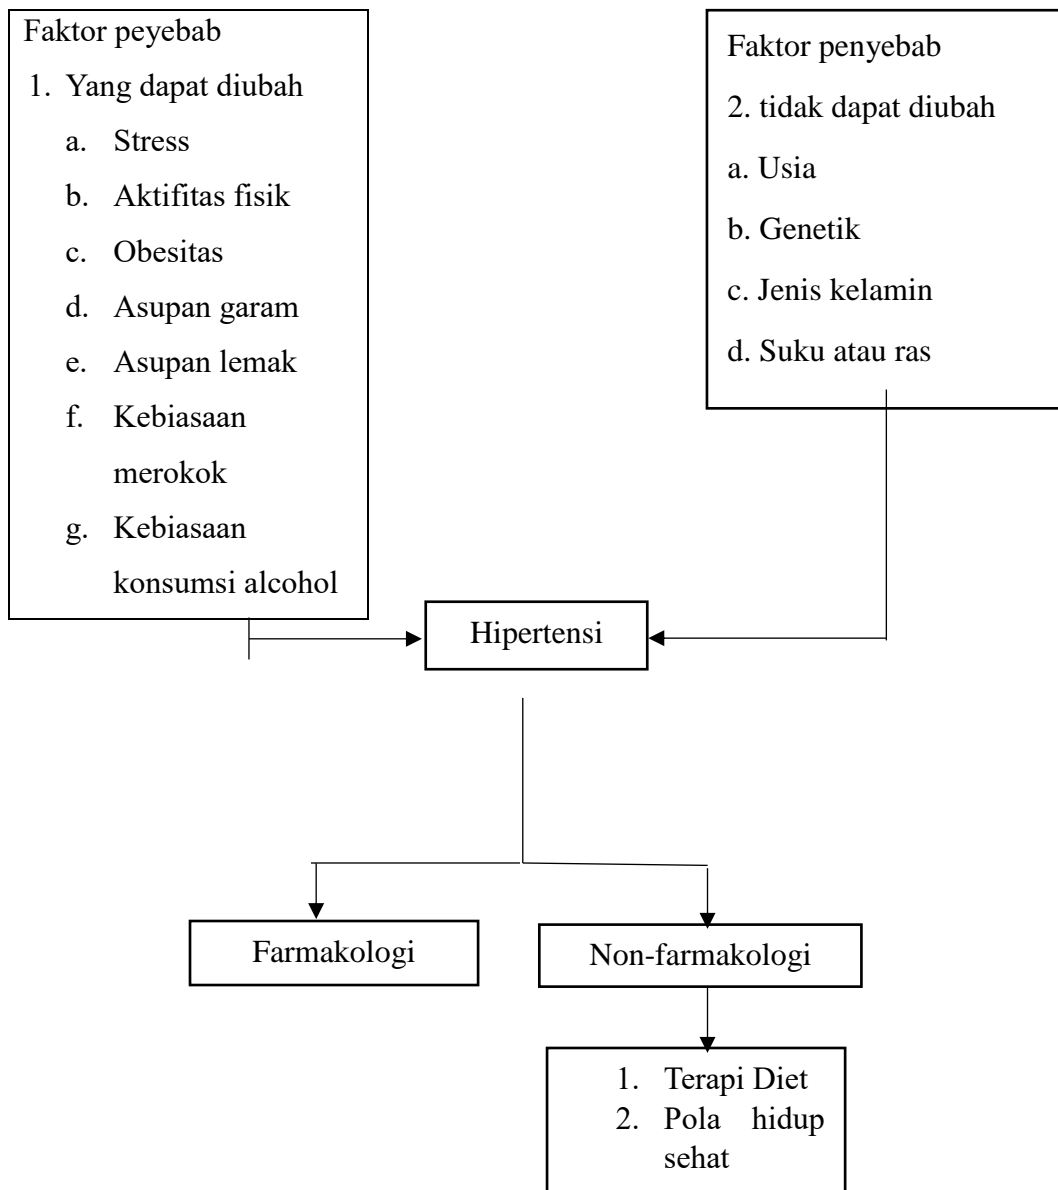 Faktor peyebab
1. Yang dapat diubah
a. Stress
b. Aktifitas fisik
c. Obesitas
d. Asupan garam
e. Asupan lemak
f. Kebiasaan
merokok
g. Kebiasaan
konsumsi alcohol
Faktor penyebab
2. tidak dapat diubah
a. Usia
b. Genetik
c. Jenis kelamin
d. Suku atau ras
Hipertensi
Farmakologi
Non-farmakologi
1. Terapi Diet
2. Pola hidup
sehat